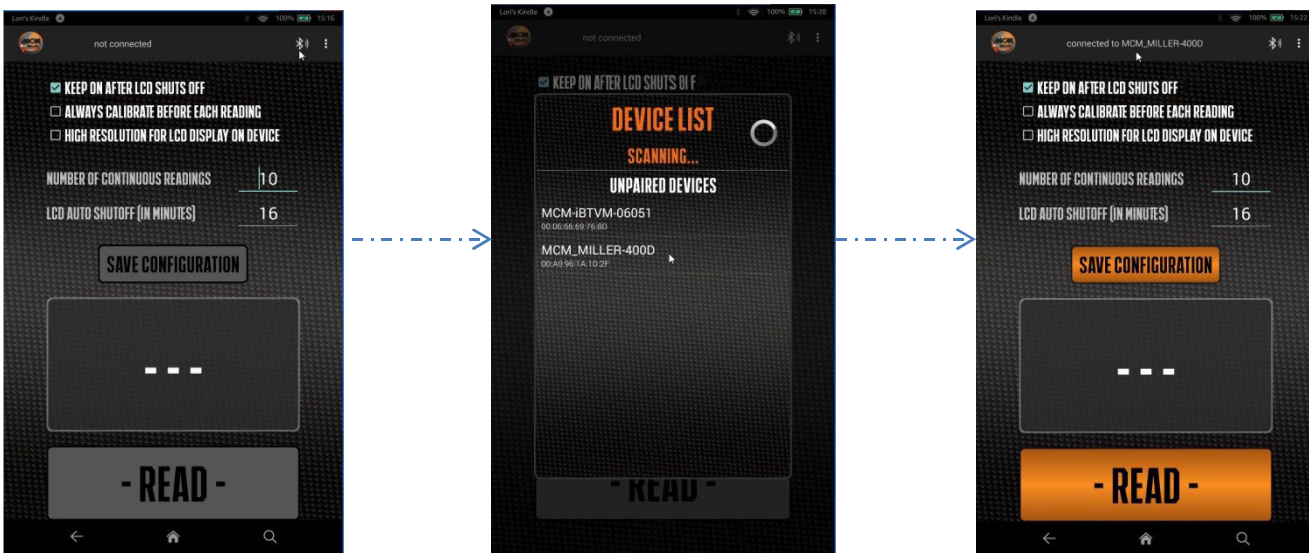 Lori's Kindle 4 100% 15:16
MCM
not connected
KEEP ON AFTER LCD SHUTS OFF
ALWAYS CALIBRATE BEFORE EACH READING
HIGH RESOLUTION FOR LCD DISPLAY ON DEVICE
NUMBER OF CONTINUOUS READINGS 10
LCD AUTO SHUTOFF (IN MINUTES) 16
SAVE CONFIGURATION
- - -
- READ -
Lori's Kindle 4 100% 15:20
MCM
not connected
KEEP ON AFTER LCD SHUTS OFF
DEVICE LIST
SCANNING...
UNPAIRED DEVICES
MCM-iBTVM-06051
00:06:66:69:76:8D
MCM_MILLER-400D
00:A0:96:1A:1D:2F
- READ -
Lori's Kindle 4 100% 15:22
MCM
connected to MCM_MILLER-400D
KEEP ON AFTER LCD SHUTS OFF
ALWAYS CALIBRATE BEFORE EACH READING
HIGH RESOLUTION FOR LCD DISPLAY ON DEVICE
NUMBER OF CONTINUOUS READINGS 10
LCD AUTO SHUTOFF (IN MINUTES) 16
SAVE CONFIGURATION
- - -
- READ -